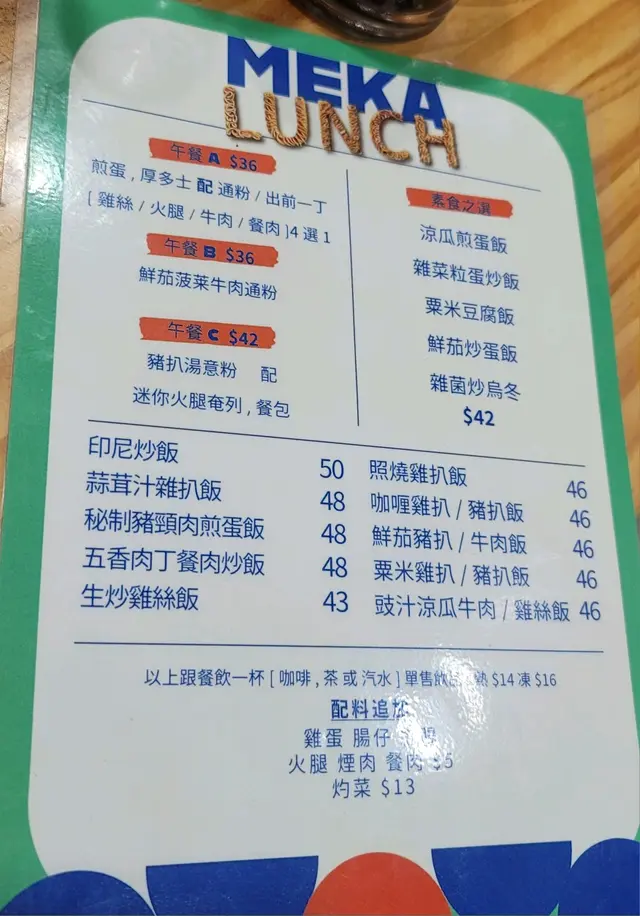 MEKA
LUNCH
午餐 A $36
煎蛋 , 厚多士 配 通粉 / 出前一丁
[ 雞絲 / 火腿 / 牛肉 / 餐肉 ]4 選 1
午餐 B $36
鮮茄菠菜牛肉通粉
午餐 C $42
豬扒湯意粉 配
迷你火腿奄列 , 餐包
素食之選
涼瓜煎蛋飯
雜菜粒蛋炒飯
粟米豆腐飯
鮮茄炒蛋飯
雜菌炒烏冬
$42
印尼炒飯 50
蒜茸汁雜扒飯 48
秘制豬頸肉煎蛋飯 48
五香肉丁餐肉炒飯 48
生炒雞絲飯 43
照燒雞扒飯 46
咖喱雞扒 / 豬扒飯 46
鮮茄豬扒 / 牛肉飯 46
粟米雞扒 / 豬扒飯 46
豉汁涼瓜牛肉 / 雞絲飯 46
以上跟餐飲一杯 [ 咖啡 , 茶 或 汽水 ] 單售飲品 熱 $14 凍 $16
配料追加
雞蛋 腸仔
火腿 煙肉 餐肉 $5
灼菜 $13